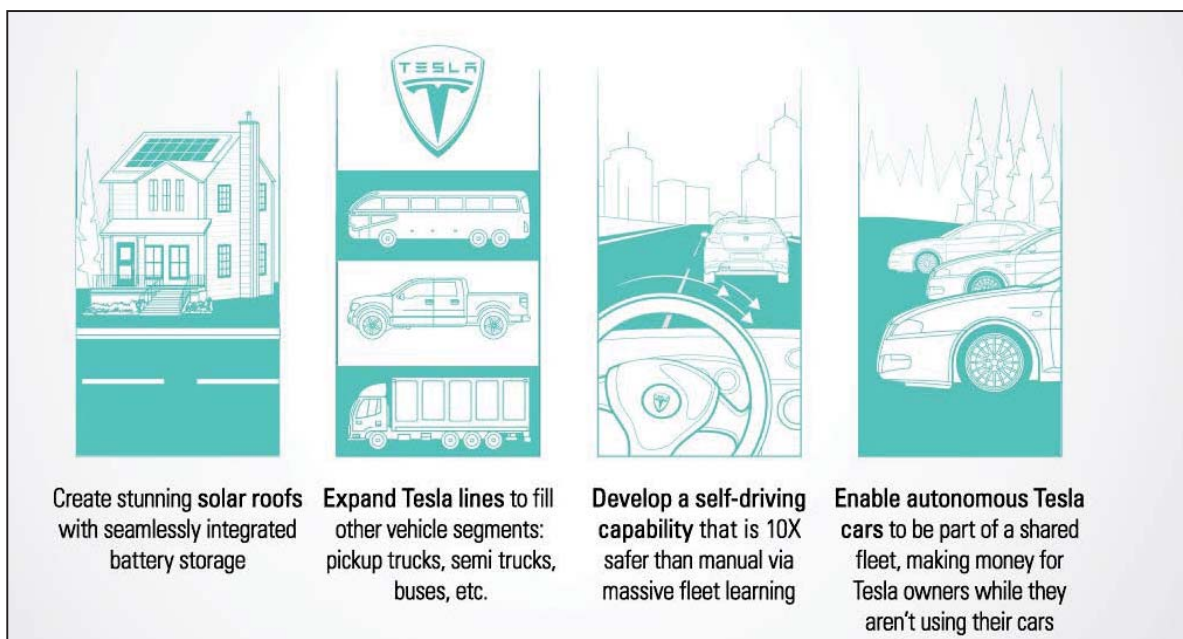 TESLA
Create stunning solar roofs
with seamlessly integrated
battery storage
Expand Tesla lines to fill
other vehicle segments:
pickup trucks, semi trucks,
buses, etc.
Develop a self-driving
capability that is 10X
safer than manual via
massive fleet learning
Enable autonomous Tesla
cars to be part of a shared
fleet, making money for
Tesla owners while they
aren't using their cars